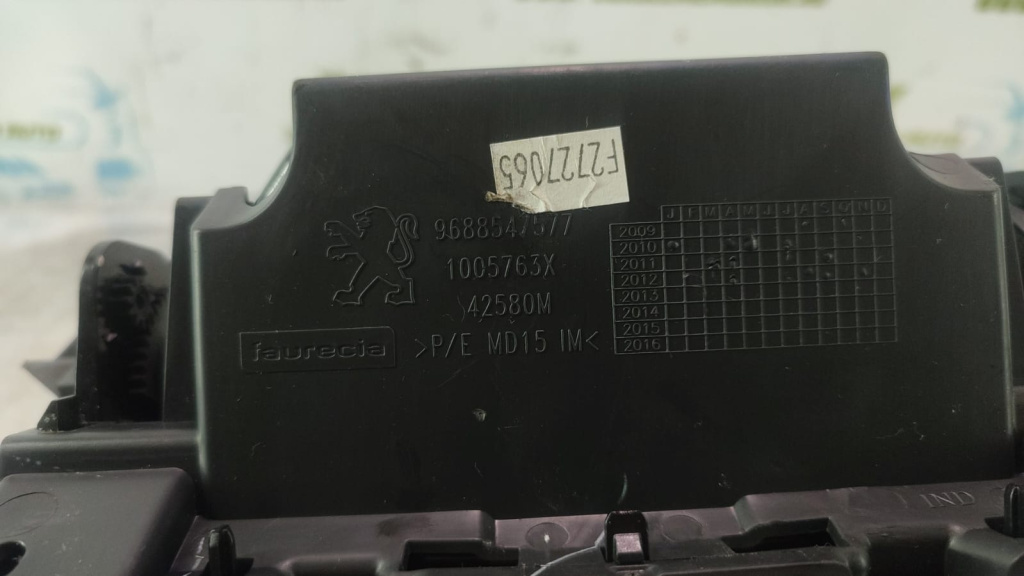 F2727065
9688547577
1005763X
42580M
faurecia
>P/E MD15 IM<
J F M A M J J A S O N D
2009
2010
2011
2012
2013
2014
2015
2016
IND